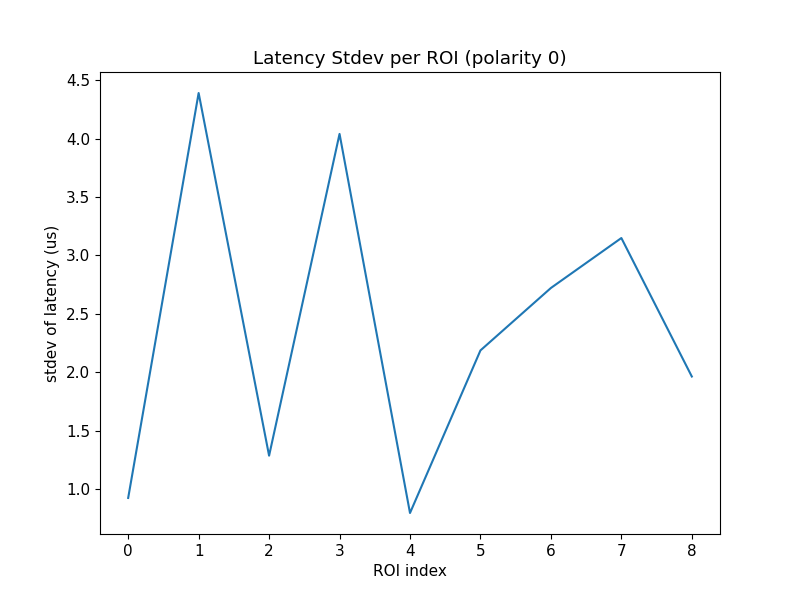 Latency Stdev per ROI (polarity 0)
stdev of latency (us)
4.5
4.0
3.5
3.0
2.5
2.0
1.5
1.0
0 1 2 3 4 5 6 7 8
ROI index